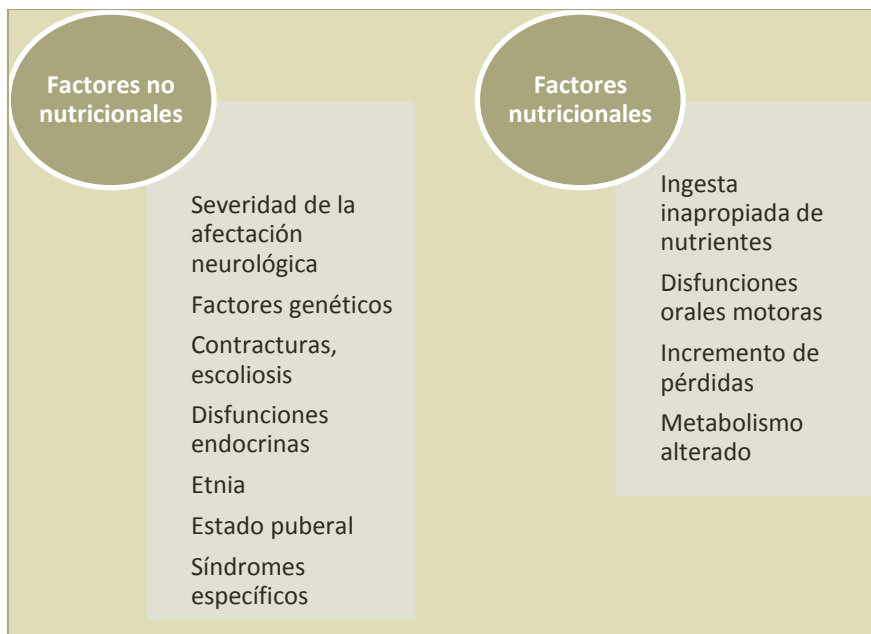 Factores no
nutricionales
Severidad de la
afectación
neurológica
Factores genéticos
Contracturas,
escoliosis
Disfunciones
endocrinas
Etnia
Estado puberal
Síndromes
específicos
Factores
nutricionales
Ingesta
inapropiada de
nutrientes
Disfunciones
orales motoras
Incremento de
pérdidas
Metabolismo
alterado